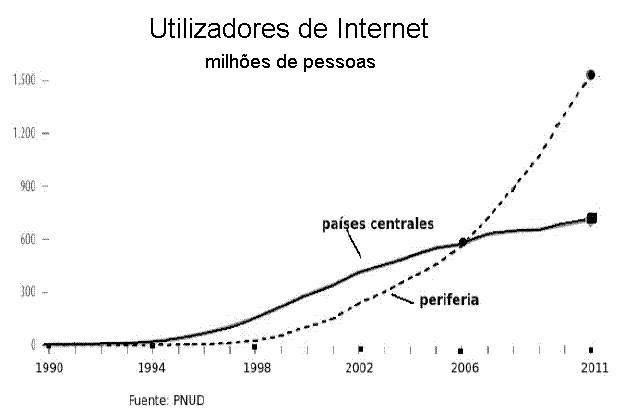 Utilizadores de Internet
milhões de pessoas
1.500
1.200
900
600
300
0
países centrales
periferia
1990 1994 1998 2002 2006 2011
Fuente: PNUD